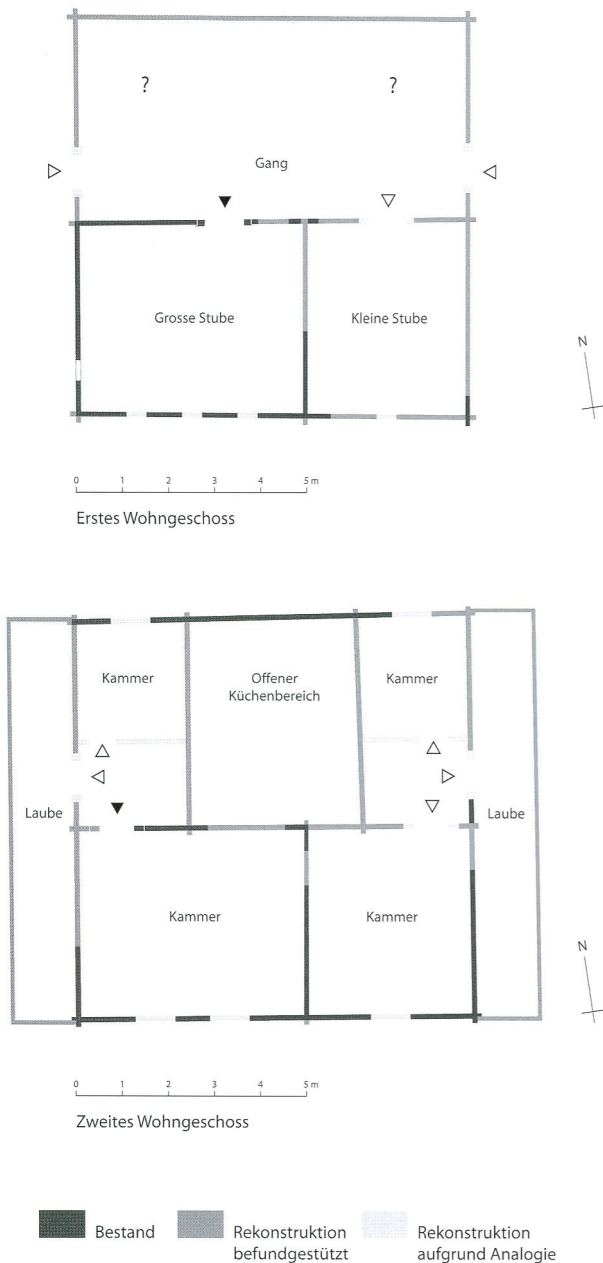 ? ?
Gang
Grosse Stube Kleine Stube
N
0 1 2 3 4 5 m
Erstes Wohngeschoss
Kammer Offener Kammer
Küchenbereich
Laube Laube
Kammer Kammer
N
0 1 2 3 4 5 m
Zweites Wohngeschoss
Bestand Rekonstruktion Rekonstruktion
befundgestützt aufgrund Analogie